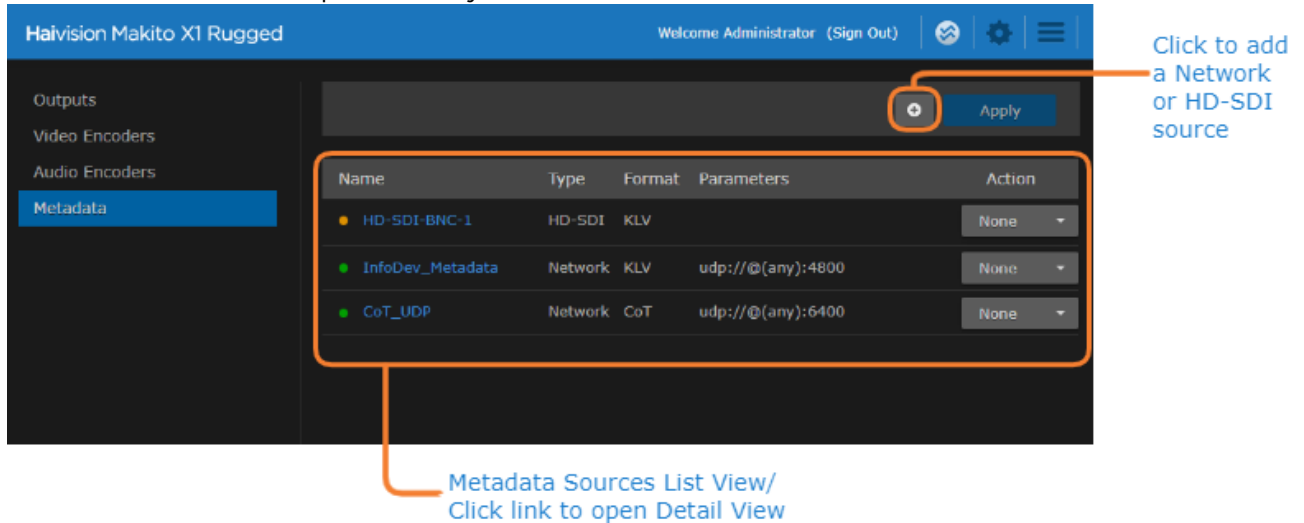 Haivision Makito X1 Rugged
Welcome Administrator (Sign Out)
Click to add
a Network
or HD-SDI
source
Outputs
Video Encoders
Audio Encoders
Metadata
Apply
Name Type Format Parameters Action
HD-SDI-BNC-1 HD-SDI KLV None
InfoDev_Metadata Network KLV udp://@(any):4800 None
CoT_UDP Network CoT udp://@(any):6400 None
Metadata Sources List View/
Click link to open Detail View